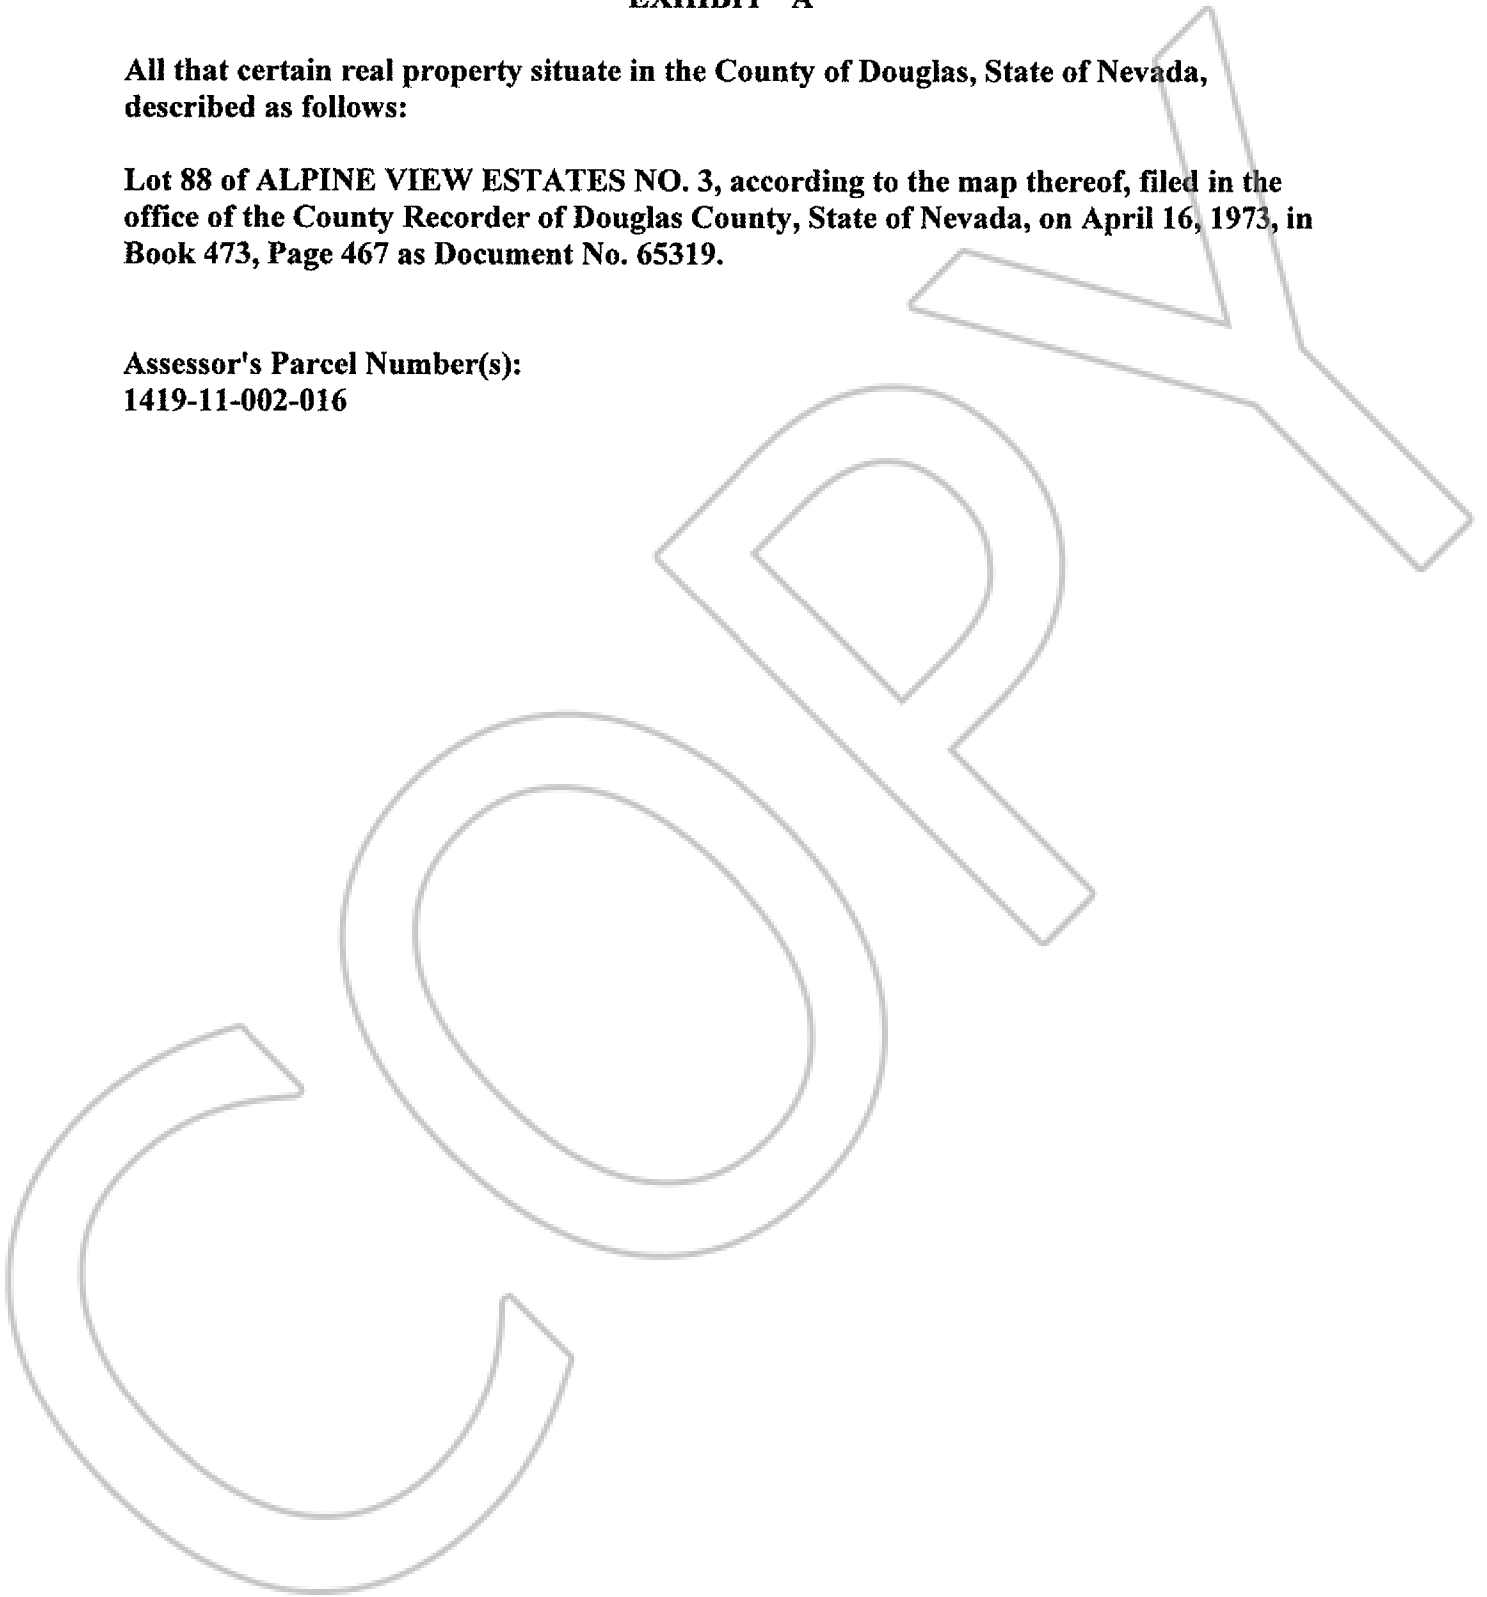 EXHIBIT "A"
All that certain real property situate in the County of Douglas, State of Nevada,
described as follows:
Lot 88 of ALPINE VIEW ESTATES NO. 3, according to the map thereof, filed in the
office of the County Recorder of Douglas County, State of Nevada, on April 16, 1973, in
Book 473, Page 467 as Document No. 65319.
Assessor's Parcel Number(s):
1419-11-002-016
COPY